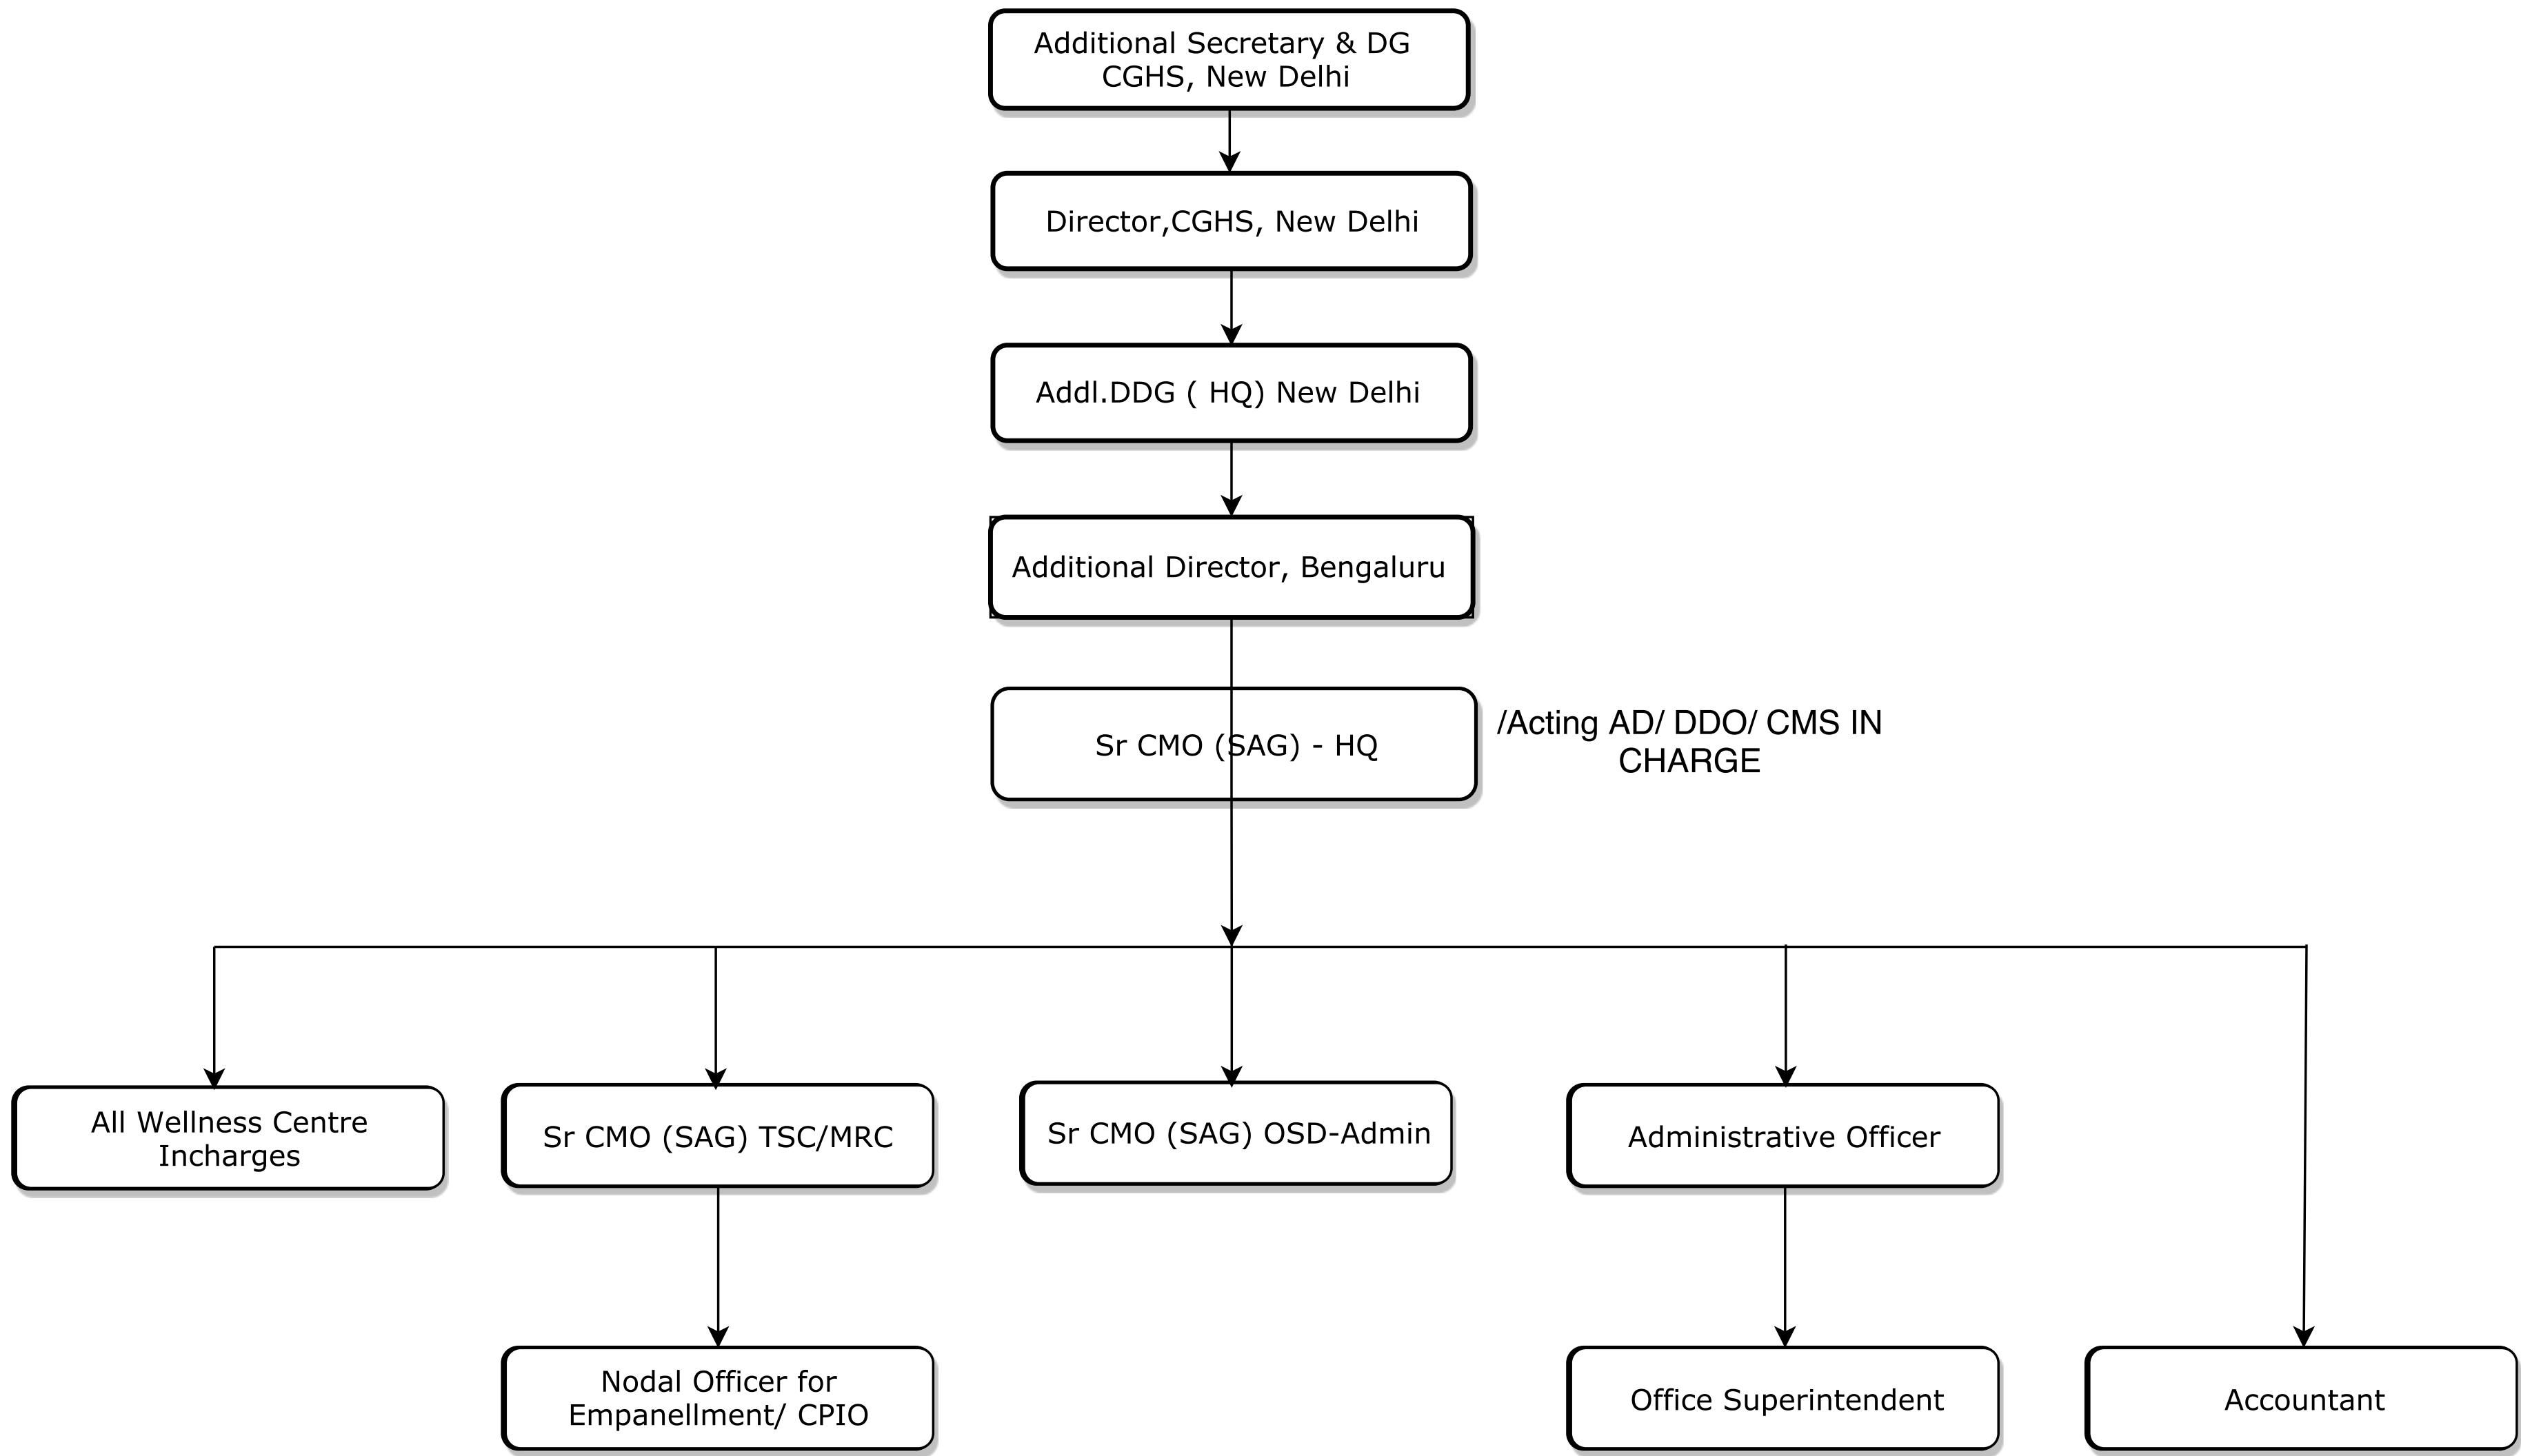 Additional Secretary & DG
CGHS, New Delhi
Director,CGHS, New Delhi
Addl.DDG ( HQ) New Delhi
Additional Director, Bengaluru
Sr CMO (SAG) - HQ
/Acting AD/ DDO/ CMS IN
CHARGE
All Wellness Centre
Incharges
Sr CMO (SAG) TSC/MRC
Sr CMO (SAG) OSD-Admin
Administrative Officer
Nodal Officer for
Empanellment/ CPIO
Office Superintendent
Accountant